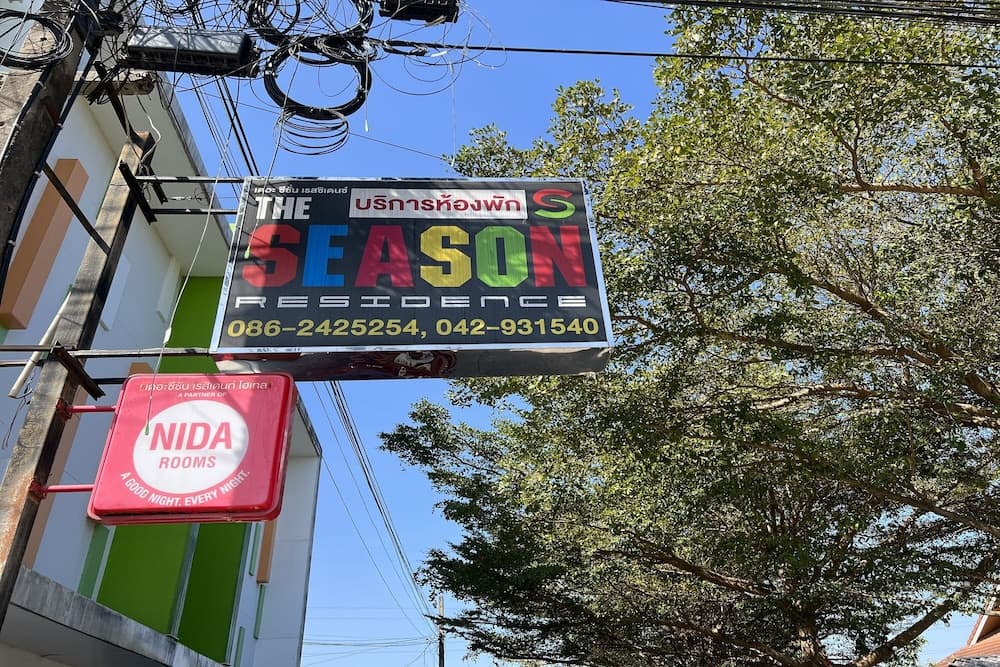 เดอะ ซีซั่น เรสซิเดนซ์
THE บริการห้องพัก S
SEASON
RESIDENCE
086-2425254, 042-931540
เดอะซีซัน เรสิเดนท์ โฮเทล
A PARTNER OF
NIDA
ROOMS
A GOOD NIGHT. EVERY NIGHT.